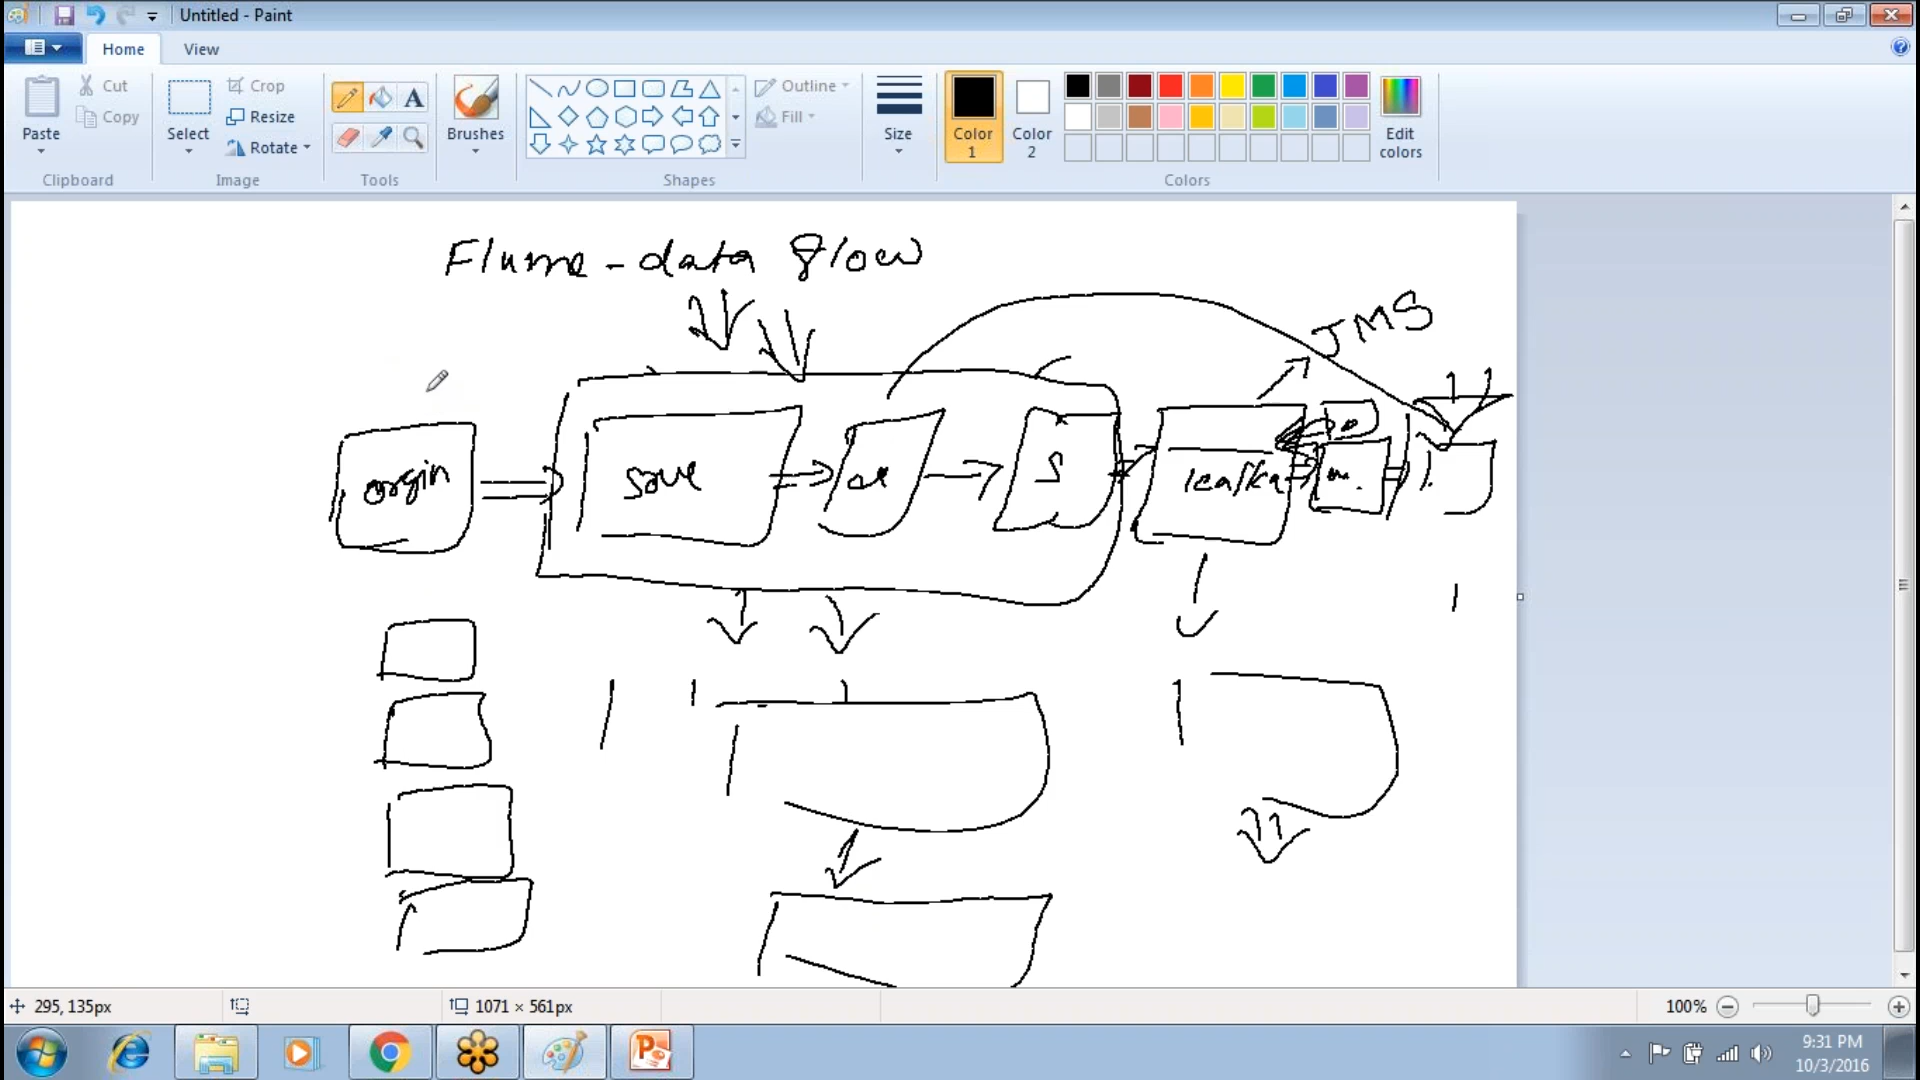 Untitled - Paint
Home
View
Paste
Cut
Copy
Clipboard
Select
Crop
Resize
Rotate
Image
Tools
Brushes
Shapes
Outline
Fill
Size
Color 1
Color 2
Edit colors
Colors
Flume - data flow
JMS
orgin
S
kafka
295, 135px
1071 × 561px
100%
9:31 PM
10/3/2016